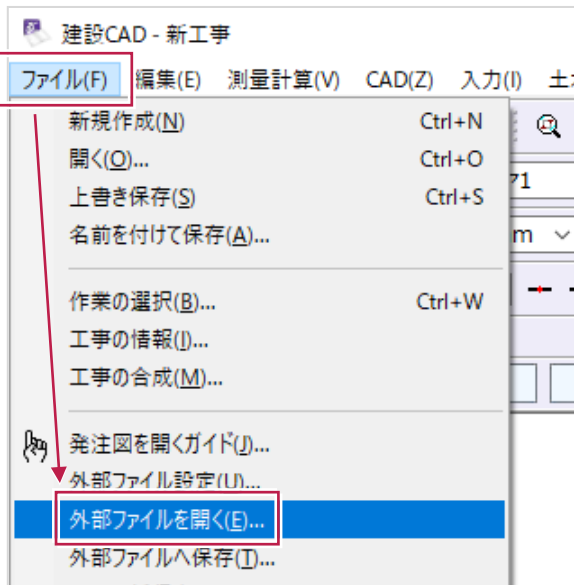 建設CAD - 新工事
ファイル(F) 編集(E) 測量計算(V) CAD(Z) 入力(I)
新規作成(N) Ctrl+N
開く(O)... Ctrl+O
上書き保存(S) Ctrl+S
71
名前を付けて保存(A)...
m
作業の選択(B)... Ctrl+W
工事の情報(I)...
工事の合成(M)...
発注図を開くガイド(J)...
外部ファイル設定(U)...
外部ファイルを開く(E)...
外部ファイルへ保存(T)...